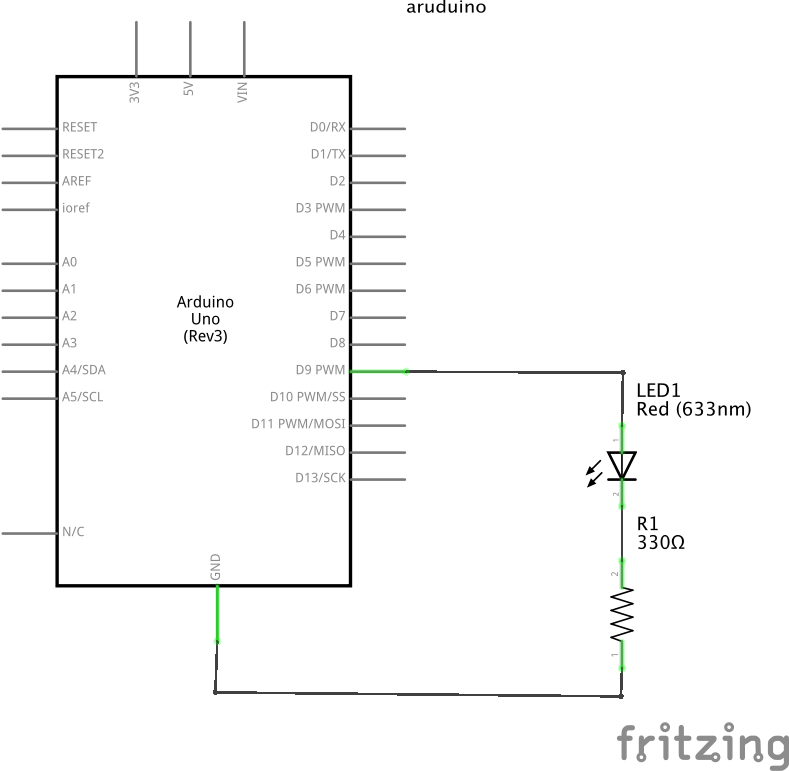 aruduino
3V3
5V
VIN
RESET
RESET2
AREF
ioref
A0
A1
A2
A3
A4/SDA
A5/SCL
N/C
Arduino
Uno
(Rev3)
D0/RX
D1/TX
D2
D3 PWM
D4
D5 PWM
D6 PWM
D7
D8
D9 PWM
D10 PWM/SS
D11 PWM/MOSI
D12/MISO
D13/SCK
GND
LED1
Red (633nm)
1
2
R1
330Ω
2
1
fritzing